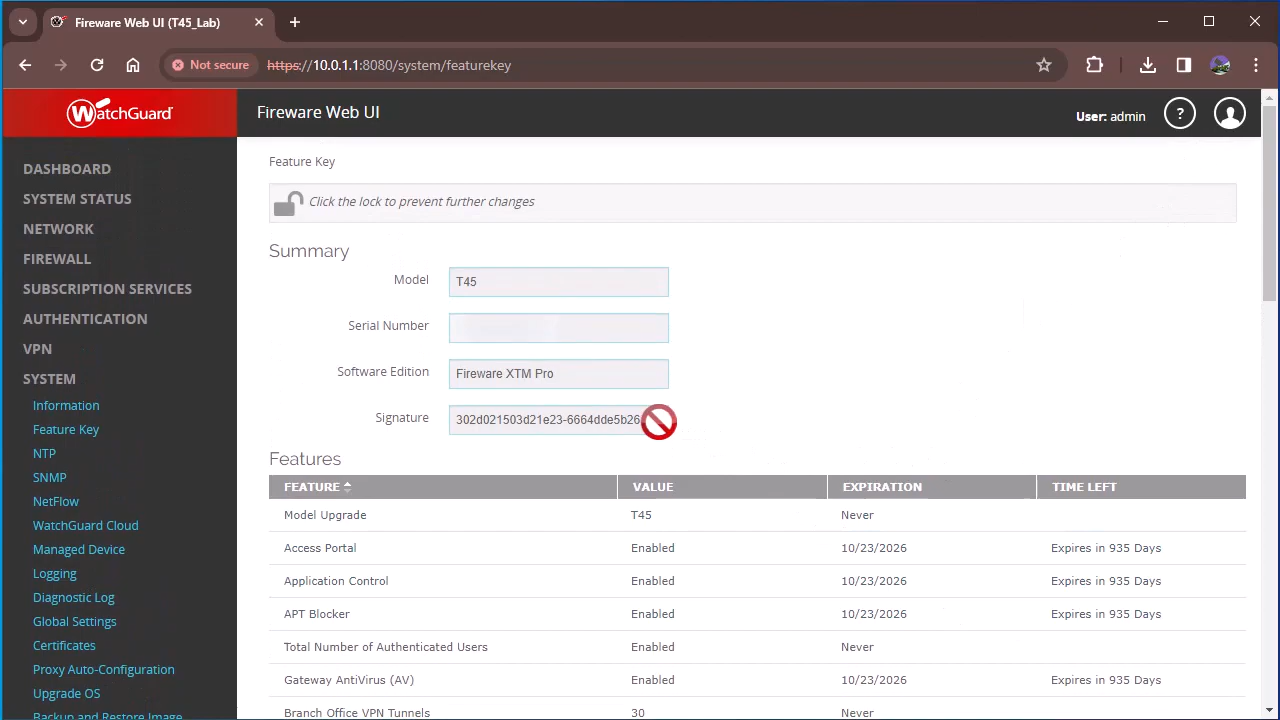 Fireware Web UI (T45_Lab)
Not secure https://10.0.1.1:8080/system/featurekey
WatchGuard
Fireware Web UI
User: admin
?
DASHBOARD
SYSTEM STATUS
NETWORK
FIREWALL
SUBSCRIPTION SERVICES
AUTHENTICATION
VPN
SYSTEM
Information
Feature Key
NTP
SNMP
NetFlow
WatchGuard Cloud
Managed Device
Logging
Diagnostic Log
Global Settings
Certificates
Proxy Auto-Configuration
Upgrade OS
Backup and Restore Image
Feature Key
Click the lock to prevent further changes
Summary
Model T45
Serial Number
Software Edition Fireware XTM Pro
Signature 302d021503d21e23-6664dde5b26
Features
FEATURE VALUE EXPIRATION TIME LEFT
Model Upgrade T45 Never
Access Portal Enabled 10/23/2026 Expires in 935 Days
Application Control Enabled 10/23/2026 Expires in 935 Days
APT Blocker Enabled 10/23/2026 Expires in 935 Days
Total Number of Authenticated Users Enabled Never
Gateway AntiVirus (AV) Enabled 10/23/2026 Expires in 935 Days
Branch Office VPN Tunnels 30 Never